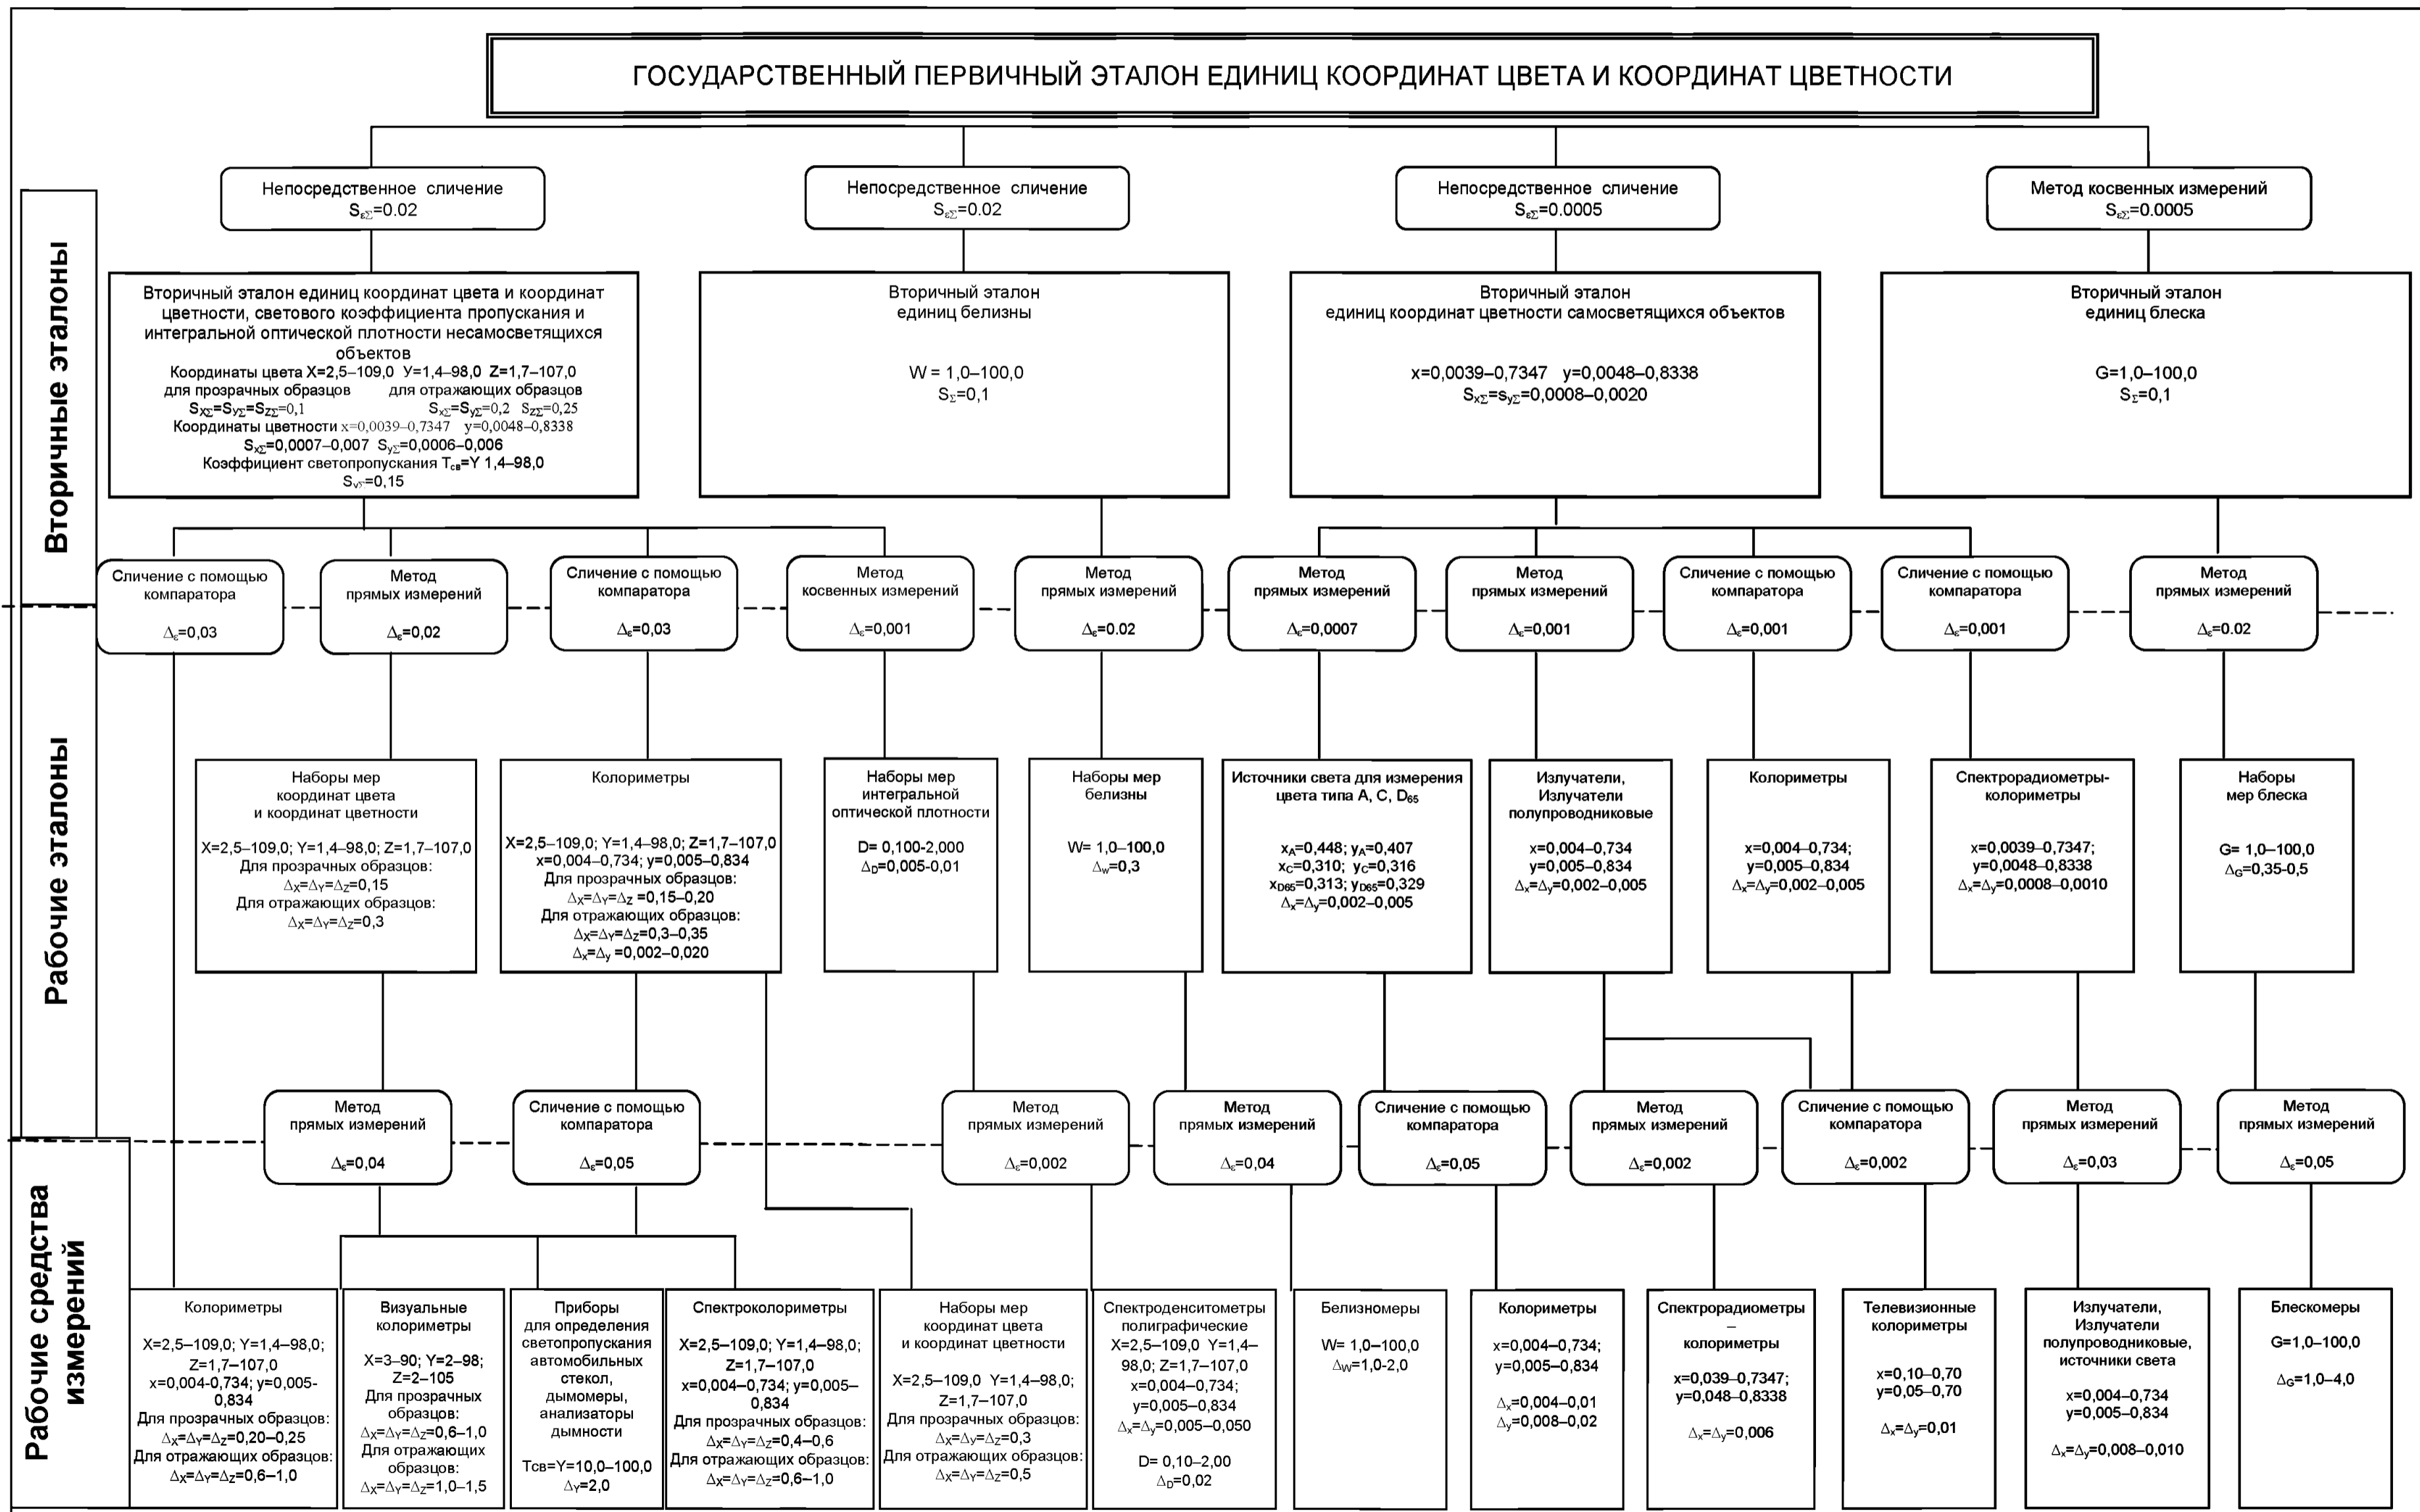 ГОСУДАРСТВЕННЫЙ ПЕРВИЧНЫЙ ЭТАЛОН ЕДИНИЦ КООРДИНАТ ЦВЕТА И КООРДИНАТ ЦВЕТНОСТИ
Непосредственное сличение
SεΣ=0.02
Непосредственное сличение
SεΣ=0.02
Непосредственное сличение
SεΣ=0.0005
Метод косвенных измерений
SεΣ=0.0005
Вторичные эталоны
Вторичный эталон единиц координат цвета и координат
цветности, светового коэффициента пропускания и
интегральной оптической плотности несамосветящихся
объектов
Координаты цвета X=2,5–109,0 У=1,4–98,0 Z=1,7–107,0
для прозрачных образцов для отражающих образцов
SXΣ=SyΣ=SZΣ=0,1 SxΣ=SyΣ=0,2 SZΣ=0,25
Координаты цветности x=0,0039–0,7347 y=0,0048–0,8338
SxΣ=0,0007–0,007 SyΣ=0,0006–0,006
Коэффициент светопропускания Tсв=Y 1,4–98,0
SуΣ=0,15
Вторичный эталон
единиц белизны
W = 1,0–100,0
SΣ=0,1
Вторичный эталон
единиц координат цветности самосветящихся объектов
x=0,0039–0,7347 y=0,0048–0,8338
SxΣ=syΣ=0,0008–0,0020
Вторичный эталон
единиц блеска
G=1,0–100,0
SΣ=0,1
Сличение с помощью
компаратора
Δε=0,03
Метод
прямых измерений
Δε=0,02
Сличение с помощью
компаратора
Δε=0,03
Метод
косвенных измерений
Δε=0,001
Метод
прямых измерений
Δε=0.02
Метод
прямых измерений
Δε=0,0007
Метод
прямых измерений
Δε=0,001
Сличение с помощью
компаратора
Δε=0,001
Сличение с помощью
компаратора
Δε=0,001
Метод
прямых измерений
Δε=0.02
Рабочие эталоны
Наборы мер
координат цвета
и координат цветности
X=2,5–109,0; Y=1,4–98,0; Z=1,7–107,0
Для прозрачных образцов:
ΔX=ΔY=ΔZ=0,15
Для отражающих образцов:
ΔX=ΔY=ΔZ=0,3
Колориметры
X=2,5–109,0; Y=1,4–98,0; Z=1,7–107,0
x=0,004–0,734; y=0,005–0,834
Для прозрачных образцов:
ΔX=ΔY=ΔZ =0,15–0,20
Для отражающих образцов:
ΔX=ΔY=ΔZ=0,3–0,35
Δx=Δy =0,002–0,020
Наборы мер
интегральной
оптической плотности
D= 0,100-2,000
ΔD=0,005-0,01
Наборы мер
белизны
W= 1,0–100,0
Δw=0,3
Источники света для измерения
цвета типа А, С, D65
xA=0,448; yA=0,407
xC=0,310; yC=0,316
xD65=0,313; yD65=0,329
Δx=Δy=0,002–0,005
Излучатели,
Излучатели
полупроводниковые
x=0,004–0,734
y=0,005–0,834
Δx=Δy=0,002–0,005
Колориметры
x=0,004–0,734;
y=0,005–0,834
Δx=Δy=0,002–0,005
Спектрорадиометры-
колориметры
x=0,0039–0,7347;
y=0,0048–0,8338
Δx=Δy=0,0008–0,0010
Наборы
мер блеска
G= 1,0–100,0
ΔG=0,35-0,5
Метод
прямых измерений
Δε=0,04
Сличение с помощью
компаратора
Δε=0,05
Метод
прямых измерений
Δε=0,002
Метод
прямых измерений
Δε=0,04
Сличение с помощью
компаратора
Δε=0,05
Метод
прямых измерений
Δε=0,002
Сличение с помощью
компаратора
Δε=0,002
Метод
прямых измерений
Δε=0,03
Метод
прямых измерений
Δε=0,05
Рабочие средства
измерений
Колориметры
X=2,5–109,0; Y=1,4–98,0;
Z=1,7–107,0
x=0,004-0,734; y=0,005-
0,834
Для прозрачных образцов:
ΔX=ΔY=ΔZ=0,20–0,25
Для отражающих образцов:
ΔX=ΔY=ΔZ=0,6–1,0
Визуальные
колориметры
X=3–90; Y=2–98;
Z=2–105
Для прозрачных
образцов:
ΔX=ΔY=ΔZ=0,6–1,0
Для отражающих
образцов:
ΔX=ΔY=ΔZ=1,0–1,5
Приборы
для определения
светопропускания
автомобильных
стекол,
дымомеры,
анализаторы
дымности
Tсв=Y=10,0–100,0
ΔY=2,0
Спектроколориметры
X=2,5–109,0; Y=1,4–98,0;
Z=1,7–107,0
x=0,004–0,734; y=0,005–
0,834
Для прозрачных образцов:
ΔX=ΔY=ΔZ=0,4–0,6
Для отражающих образцов:
ΔX=ΔY=ΔZ=0,6–1,0
Наборы мер
координат цвета
и координат цветности
X=2,5–109,0 Y=1,4–98,0;
Z=1,7–107,0
Для прозрачных образцов:
ΔX=ΔY=ΔZ=0,3
Для отражающих образцов:
ΔX=ΔY=ΔZ=0,5
Спектроденситометры
полиграфические
X=2,5–109,0 Y=1,4–
98,0; Z=1,7–107,0
x=0,004–0,734;
y=0,005–0,834
Δx=Δy=0,005–0,050
D= 0,10–2,00
ΔD=0,02
Белизномеры
W= 1,0–100,0
ΔW=1,0-2,0
Колориметры
x=0,004–0,734;
y=0,005–0,834
Δx=0,004–0,01
Δy=0,008–0,02
Спектрорадиометры
–
колориметры
x=0,039–0,7347;
y=0,048–0,8338
Δx=Δy=0,006
Телевизионные
колориметры
x=0,10–0,70
y=0,05–0,70
Δx=Δy=0,01
Излучатели,
Излучатели
полупроводниковые,
источники света
x=0,004–0,734
y=0,005–0,834
Δx=Δy=0,008–0,010
Блескомеры
G=1,0–100,0
ΔG=1,0–4,0